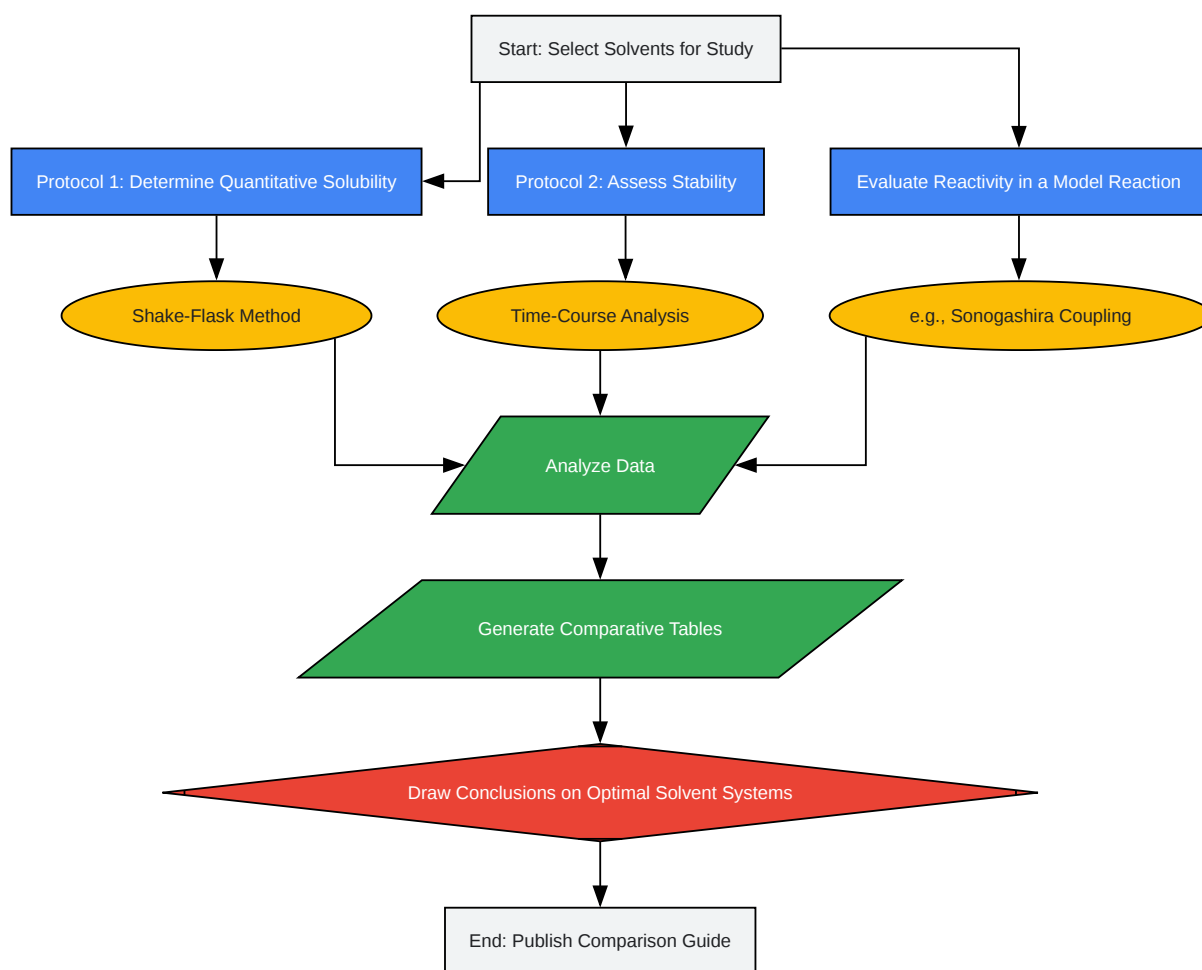 Start: Select Solvents for Study
Protocol 1: Determine Quantitative Solubility
Protocol 2: Assess Stability
Evaluate Reactivity in a Model Reaction
Shake-Flask Method
Time-Course Analysis
e.g., Sonogashira Coupling
Analyze Data
Generate Comparative Tables
Draw Conclusions on Optimal Solvent Systems
End: Publish Comparison Guide